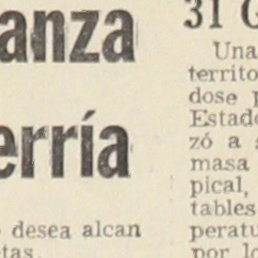 anza
erría
desea alcan
tas.
31 G
Una
territo
dose p
Estado
zó a s
masa
pical,
tables
peratu
por lo